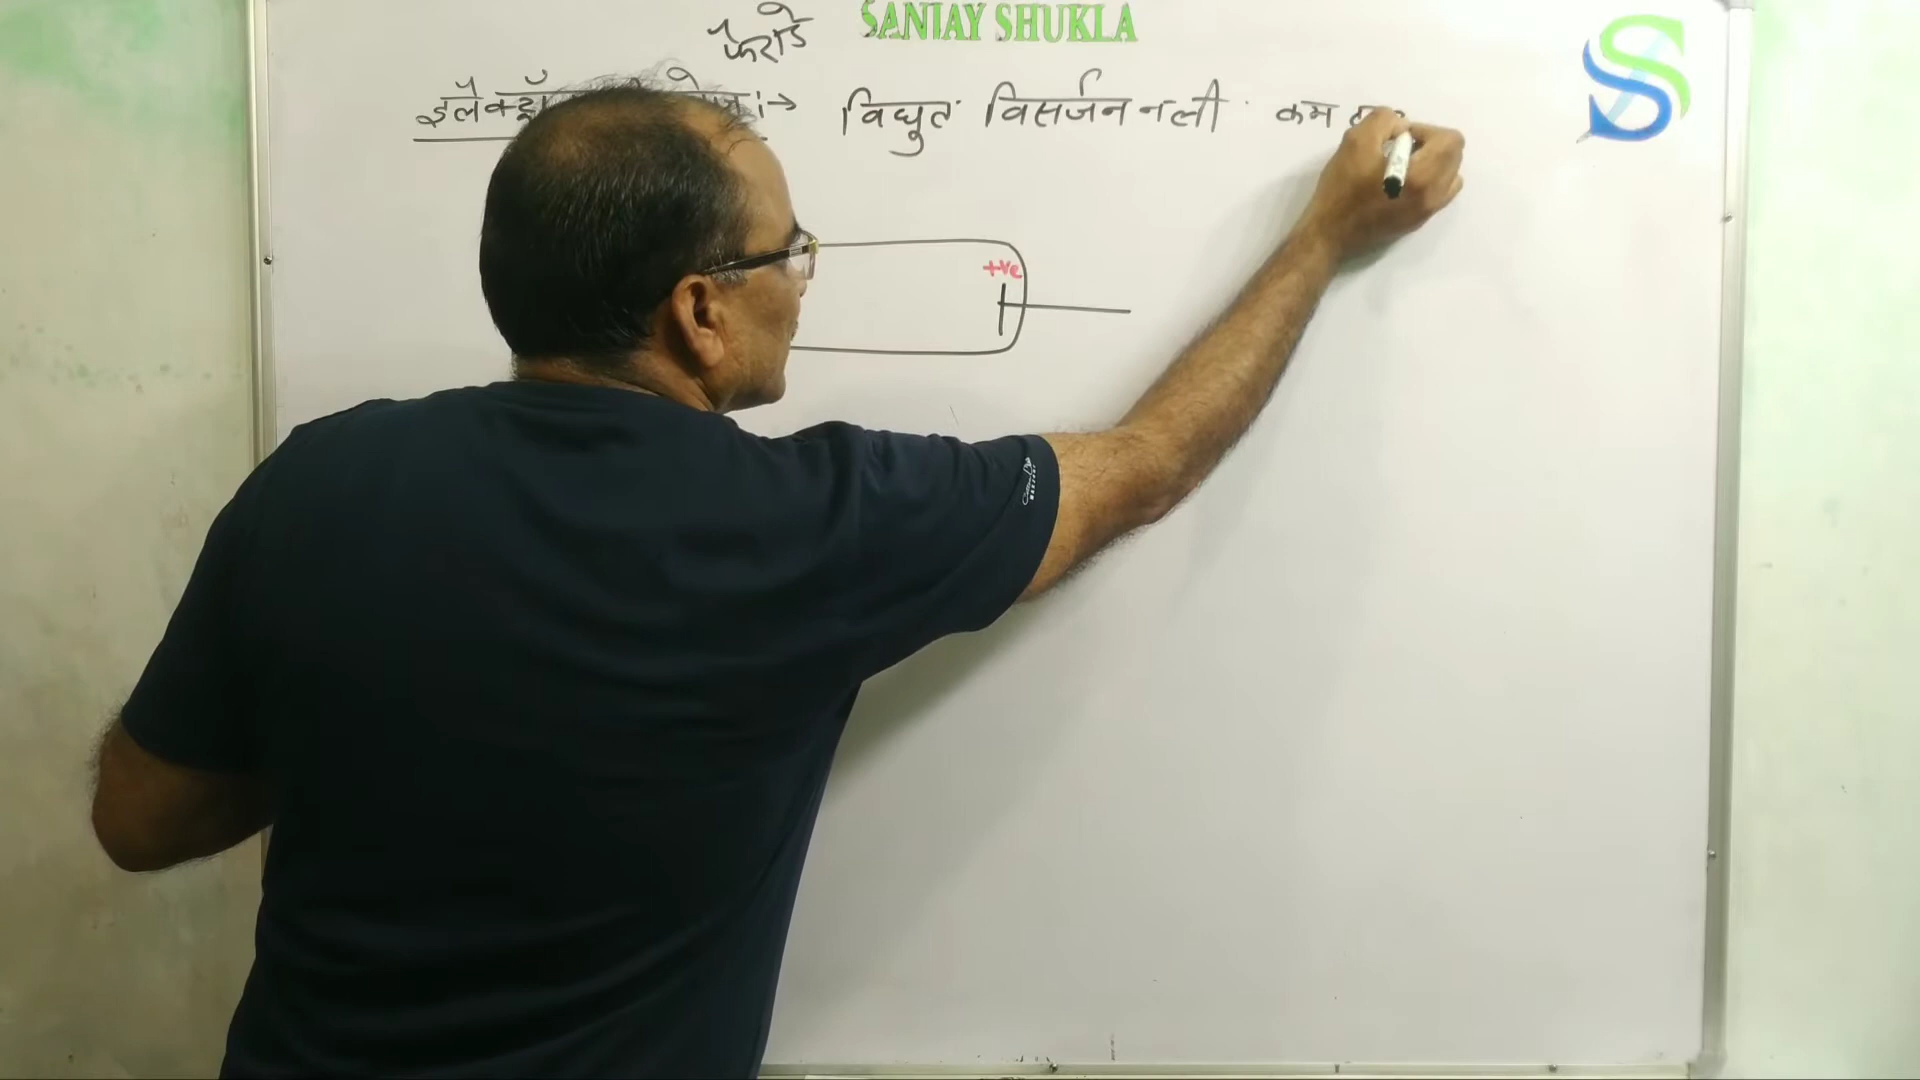 SANJAY SHUKLA
फैराडे
:→ विद्युत विसर्जन नली कम
+ve